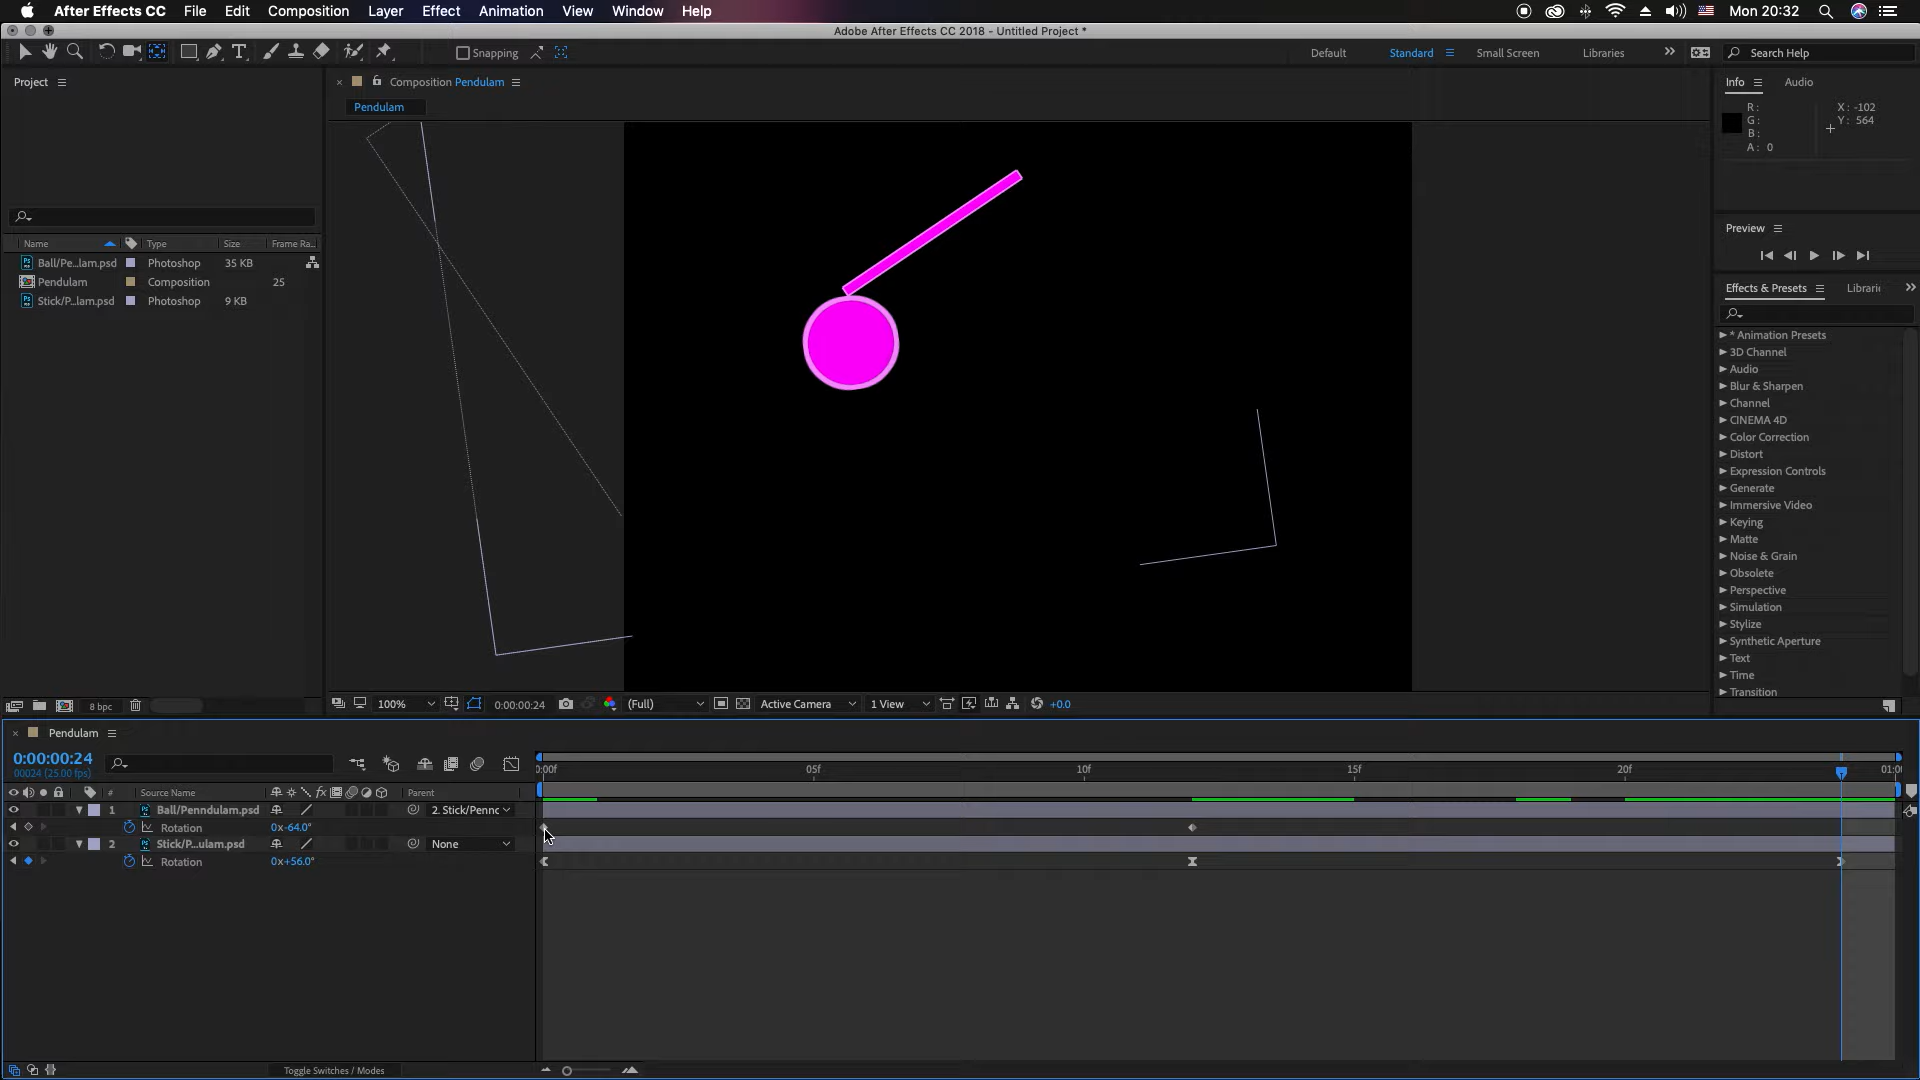 After Effects CC File Edit Composition Layer Effect Animation View Window Help Mon 20:32
Adobe After Effects CC 2018 - Untitled Project *
Snapping Default Standard Small Screen Libraries Search Help
Project
Composition Pendulam
Pendulam
Name Type Size Frame Ra...
Ball/Pe...lam.psd Photoshop 35 KB
Pendulam Composition 25
Stick/P...lam.psd Photoshop 9 KB
8 bpc
100% 0:00:00:24 (Full) Active Camera 1 View +0.0
Info Audio
R: X: -102
G: Y: 564
B:
A: 0
Preview
Effects & Presets Librari
* Animation Presets
3D Channel
Audio
Blur & Sharpen
Channel
CINEMA 4D
Color Correction
Distort
Expression Controls
Generate
Immersive Video
Keying
Matte
Noise & Grain
Obsolete
Perspective
Simulation
Stylize
Synthetic Aperture
Text
Time
Transition
Pendulam
0:00:00:24
00024 (25.00 fps)
0:00f 05f 10f 15f 20f 01:0
# Source Name Parent
1 Ball/Penndulam.psd 2. Stick/Pennc
Rotation 0x-64.0°
2 Stick/P...ulam.psd None
Rotation 0x+56.0°
Toggle Switches / Modes